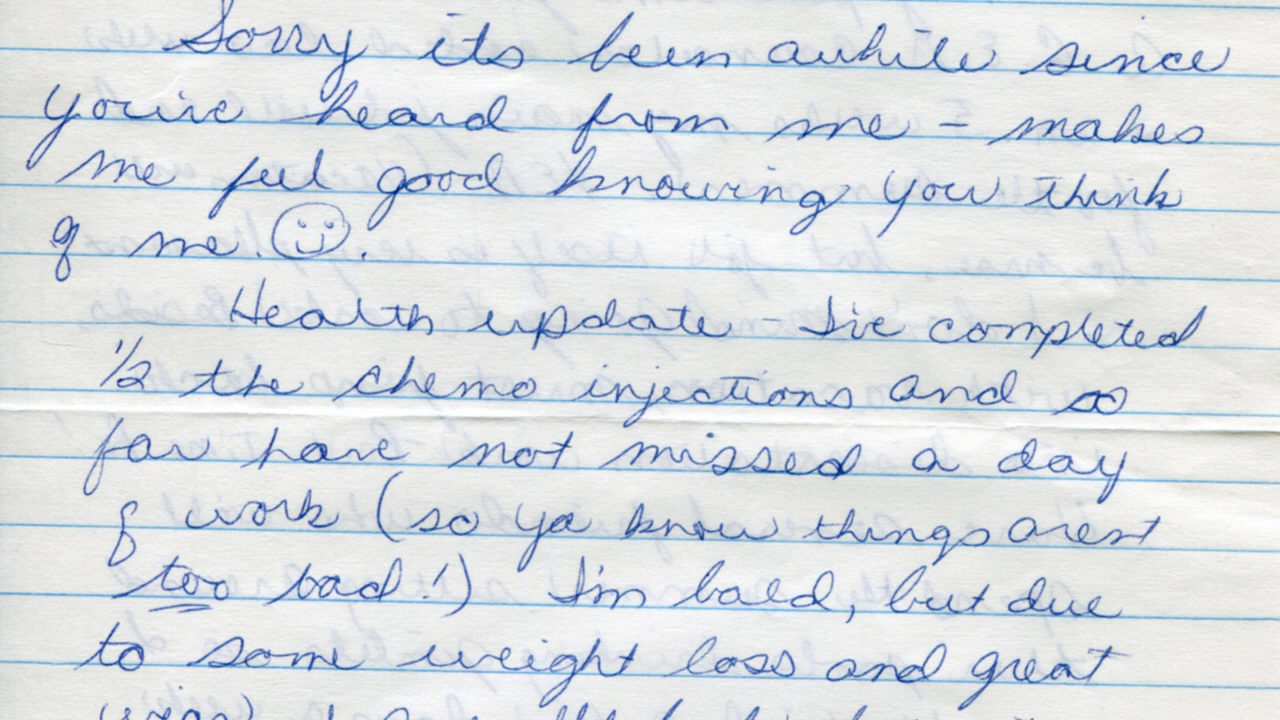 Sorry its been awhile since
you've heard from me – makes
me feel good knowing you think
of me. ☺.
Health update – I've completed
1/2 the chemo injections and so
far have not missed a day
of work (so ya know things arent
too bad!) I'm bald, but due
to some weight loss and great